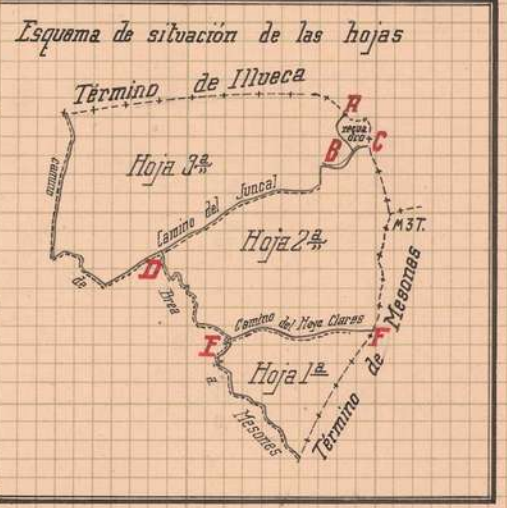 Esquema de situación de las hojas
Término de Illueca
A
C
B
Hoja 3ª
camino
Camino del Juncal
Hoja 2ª
M3T.
D
de
Brea
Camino del Hoya Clares
F
Hoja 1ª
a
Mesones
Término de Mesones